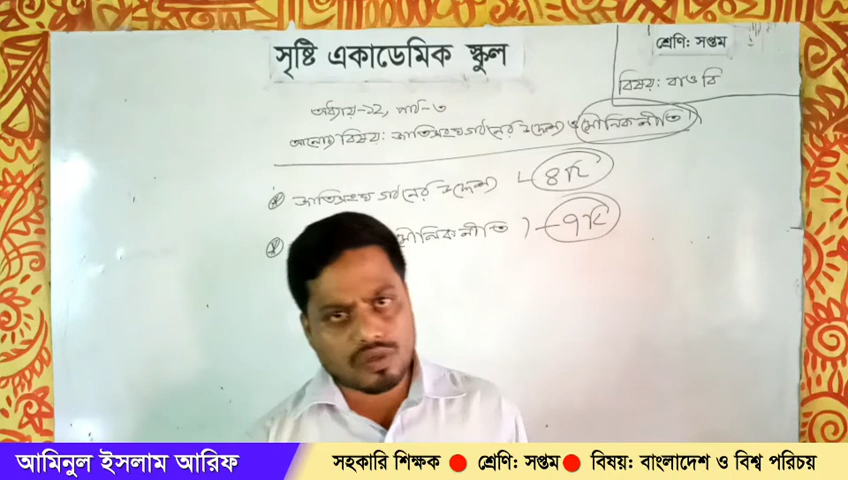 সৃষ্টি একাডেমিক স্কুল
শ্রেণি: সপ্তম
বিষয়: বাওবি
অধ্যায়-১২, পার্ট-৩
আলোচ্য বিষয়: জাতিসংঘ গঠনের উদ্দেশ্য ও মৌলিক নীতি।
জাতিসংঘ গঠনের উদ্দেশ্য - ৪টি
মৌলিক নীতি - ৭টি
আমিনুল ইসলাম আরিফ
সহকারি শিক্ষক শ্রেণি: সপ্তম বিষয়: বাংলাদেশ ও বিশ্ব পরিচয়